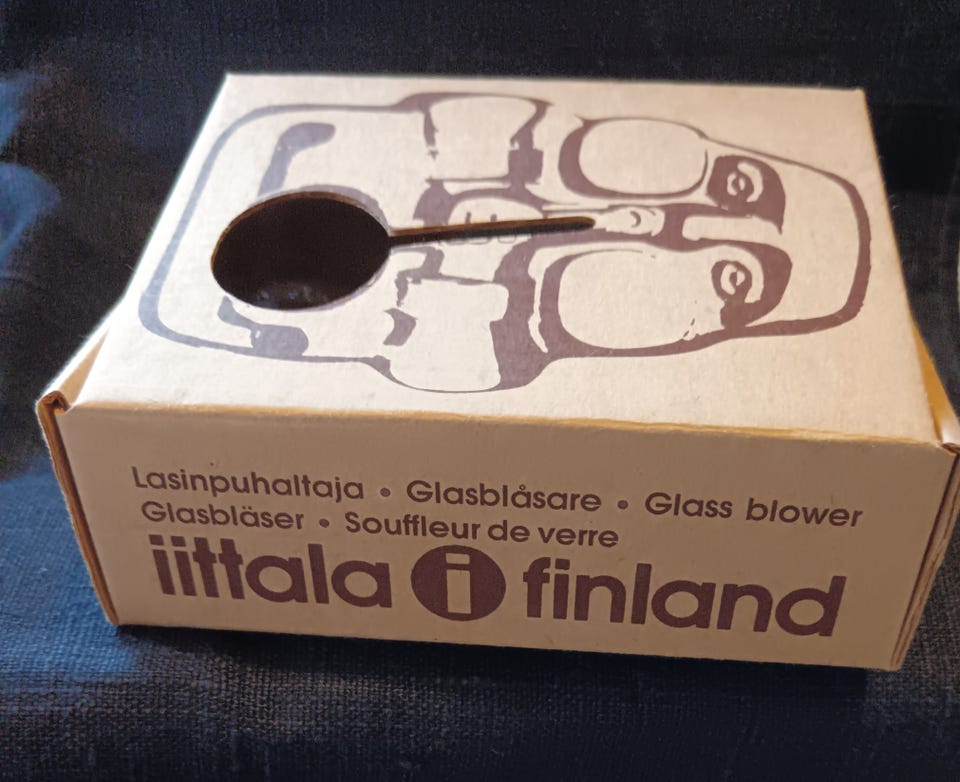 Lasinpuhaltaja • Glasblåsare • Glass blower
Glasbläser • Souffleur de verre
iittala i finland